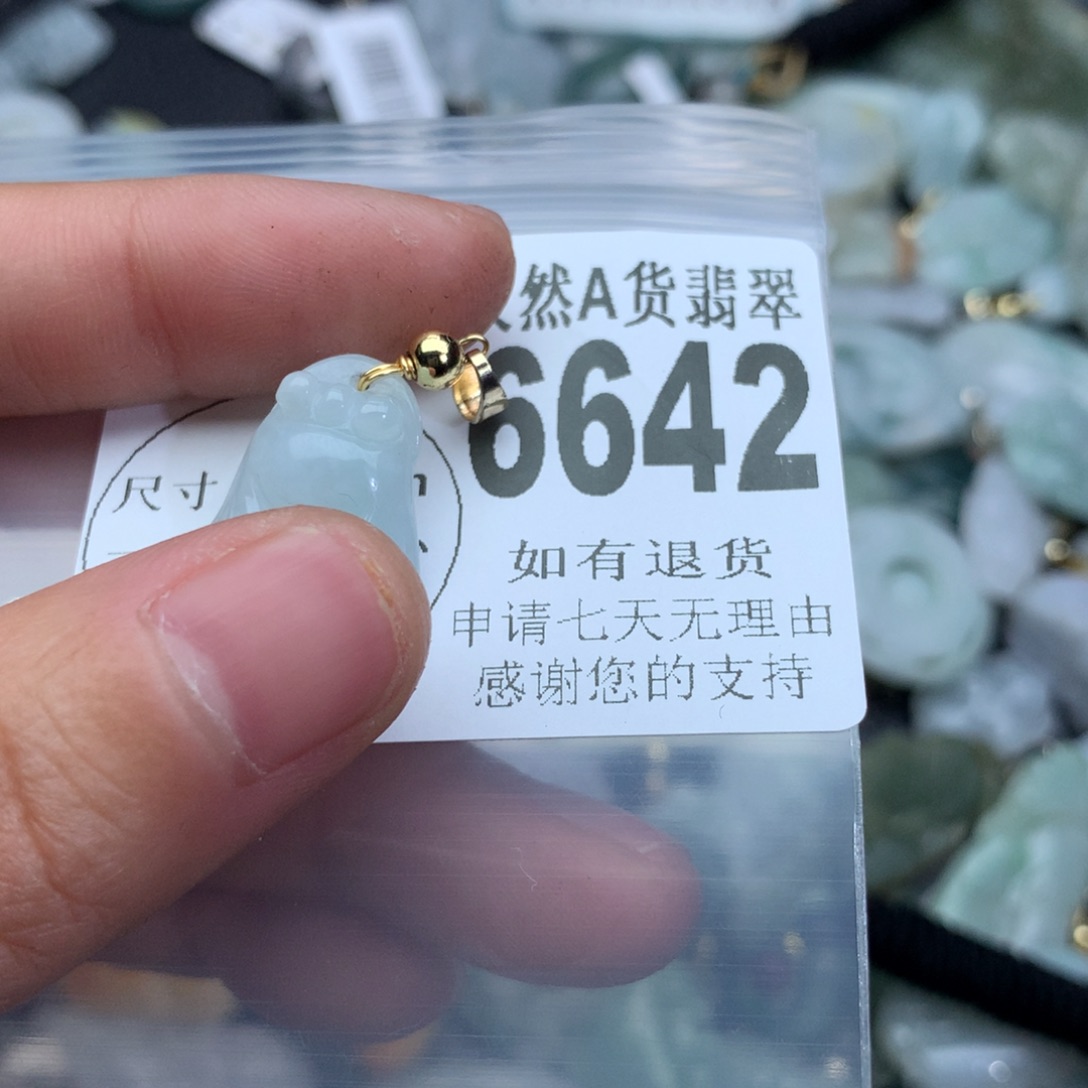 然A货翡翠
6642
尺寸
如有退货
申请七天无理由
感谢您的支持